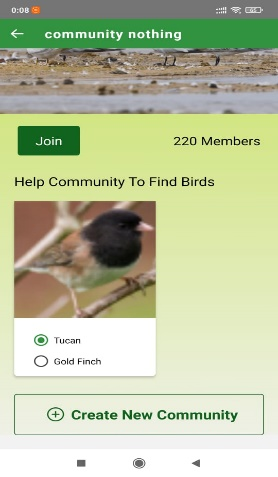 0:08
community nothing
Join
220 Members
Help Community To Find Birds
Tucan
Gold Finch
Create New Community